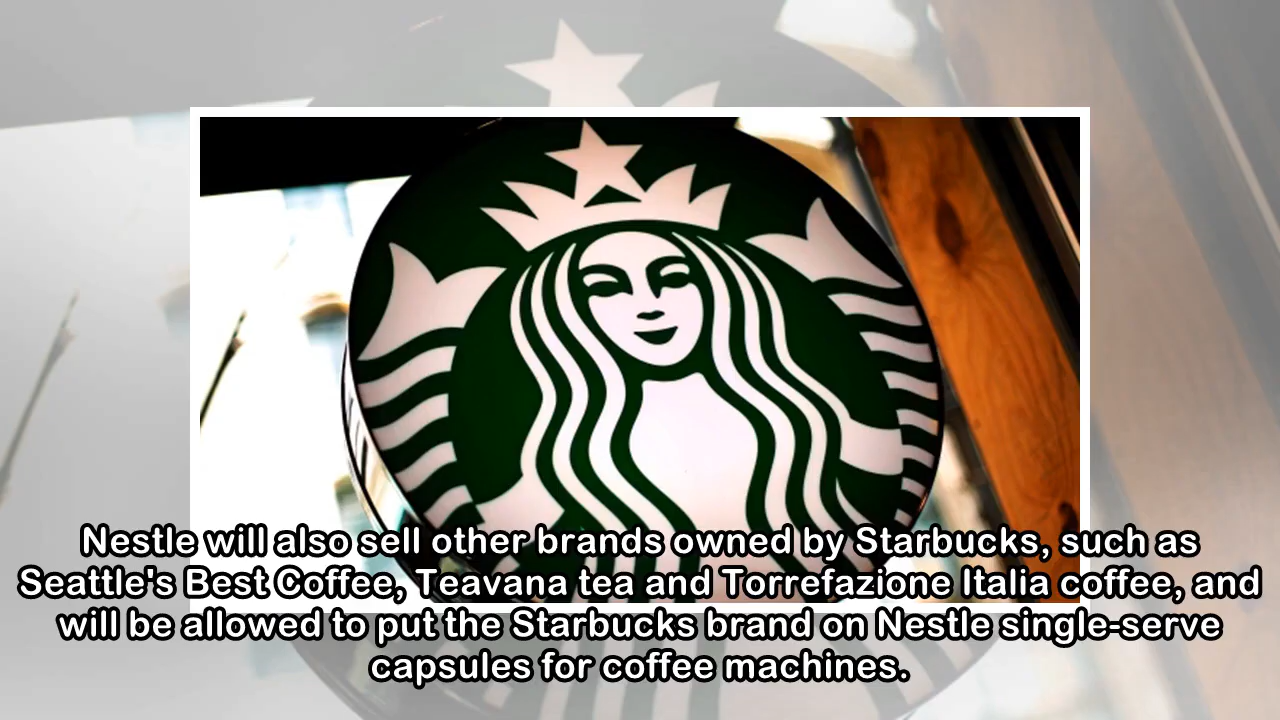 Nestle will also sell other brands owned by Starbucks, such as
Seattle's Best Coffee, Teavana tea and Torrefazione Italia coffee, and
will be allowed to put the Starbucks brand on Nestle single-serve
capsules for coffee machines.